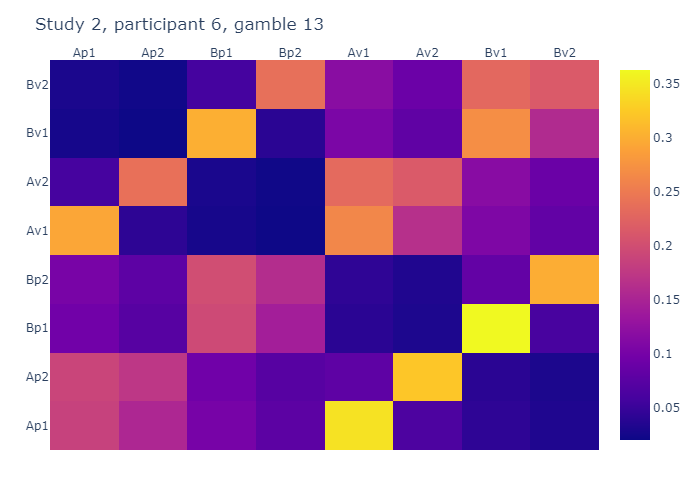 Study 2, participant 6, gamble 13
Ap1 Ap2 Bp1 Bp2 Av1 Av2 Bv1 Bv2
Bv2
Bv1
Av2
Av1
Bp2
Bp1
Ap2
Ap1
0.35
0.3
0.25
0.2
0.15
0.1
0.05